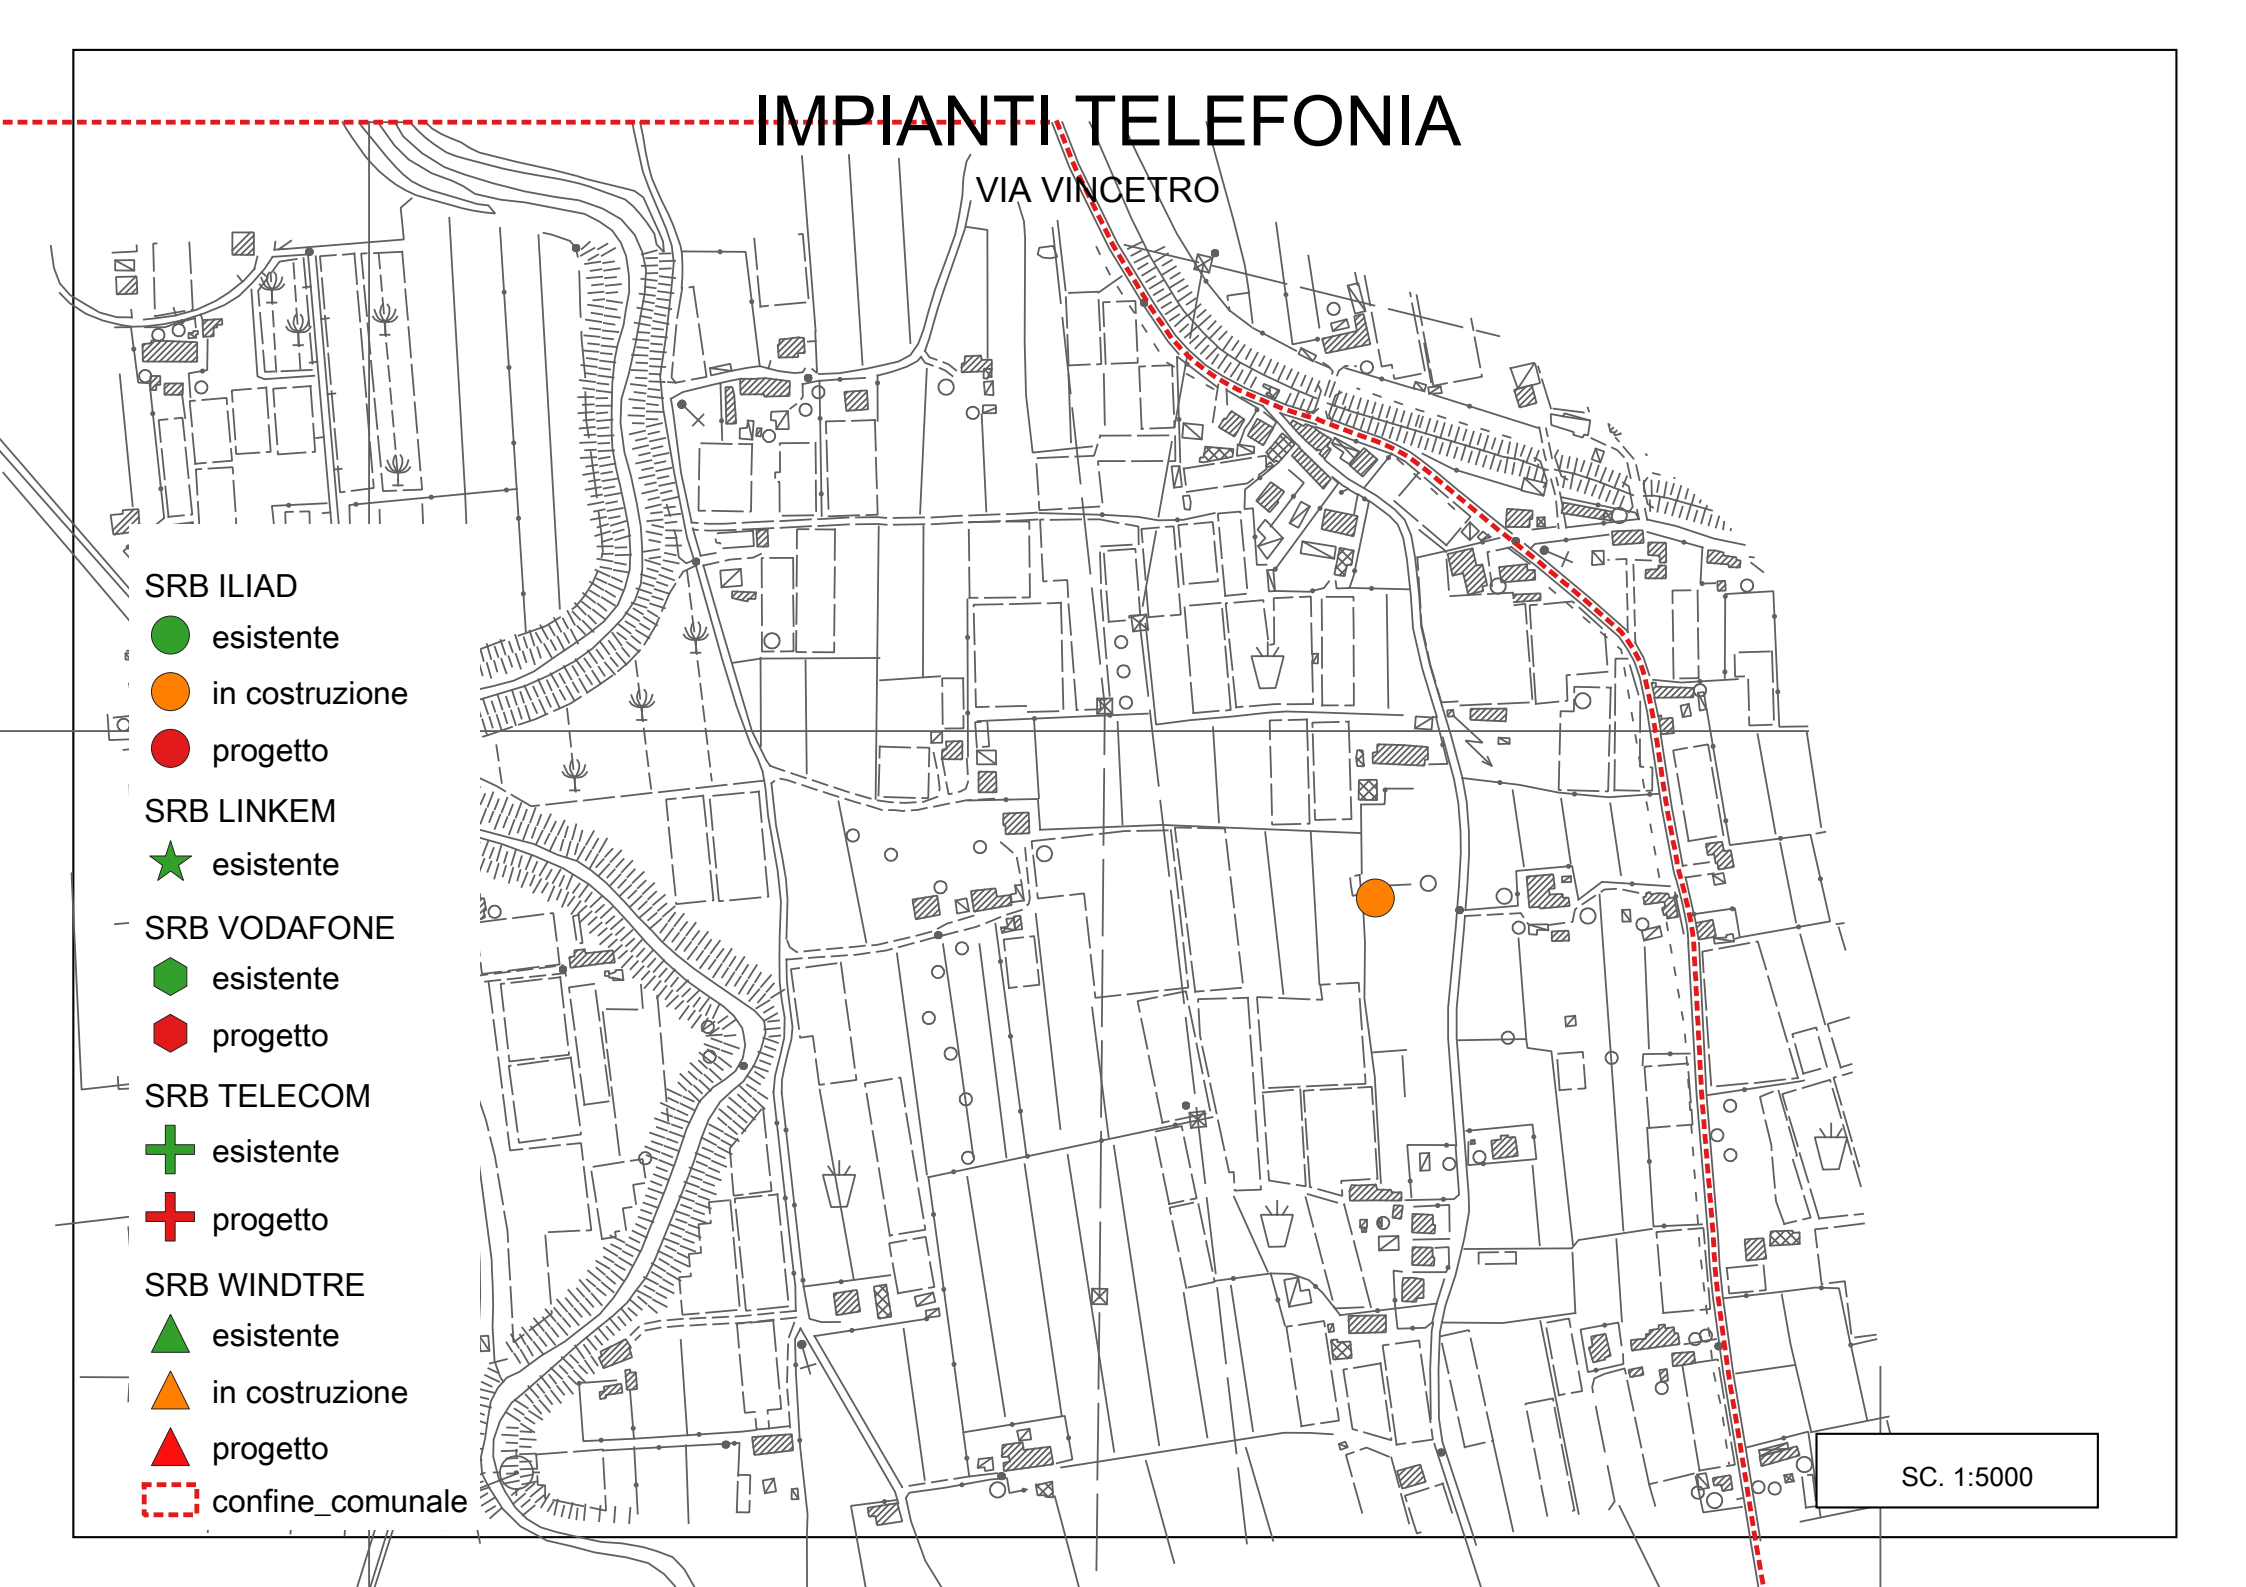 IMPIANTI TELEFONIA
VIA VINCETRO
SRB ILIAD
esistente
in costruzione
progetto
SRB LINKEM
esistente
SRB VODAFONE
esistente
progetto
SRB TELECOM
esistente
progetto
SRB WINDTRE
esistente
in costruzione
progetto
confine_comunale
SC. 1:5000